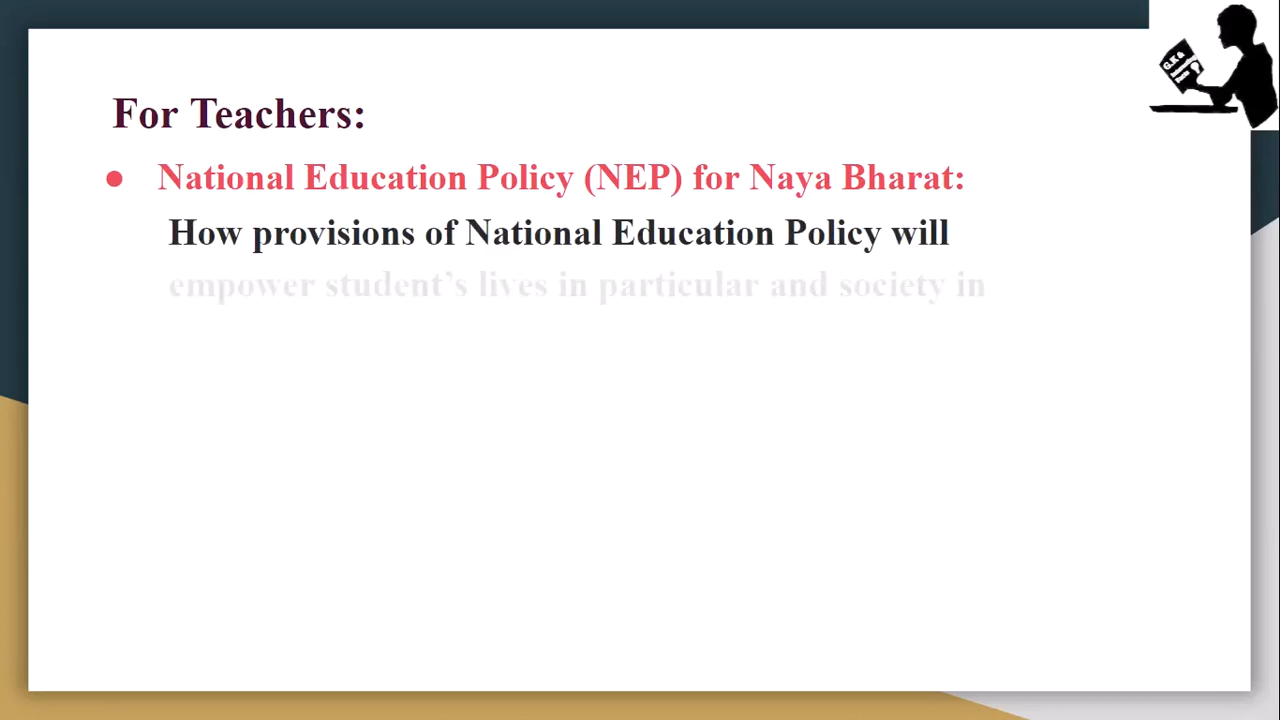 G.K &
For Teachers:
● National Education Policy (NEP) for Naya Bharat:
How provisions of National Education Policy will
empower student’s lives in particular and society in